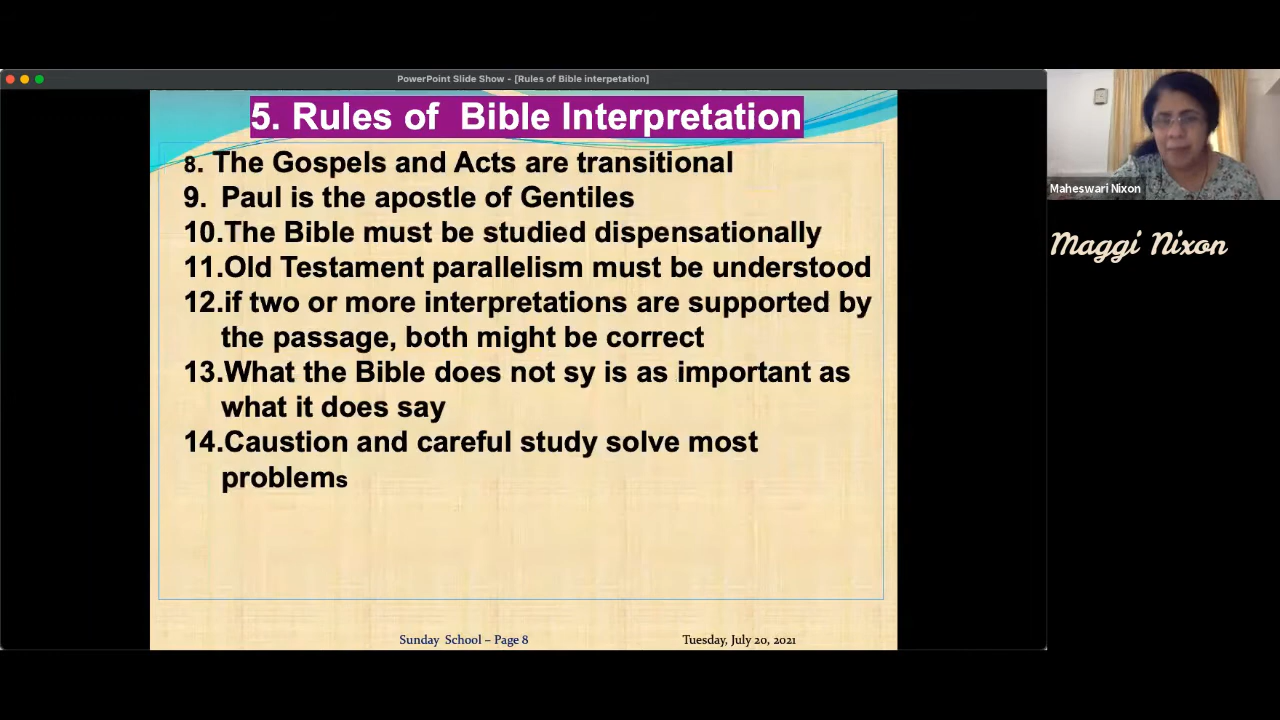 PowerPoint Slide Show - [Rules of Bible interpetation]
5. Rules of Bible Interpretation
8. The Gospels and Acts are transitional
9. Paul is the apostle of Gentiles
10.The Bible must be studied dispensationally
11.Old Testament parallelism must be understood
12.if two or more interpretations are supported by
the passage, both might be correct
13.What the Bible does not sy is as important as
what it does say
14.Caustion and careful study solve most
problems
Sunday School – Page 8
Tuesday, July 20, 2021
Maheswari Nixon
Maggi Nixon